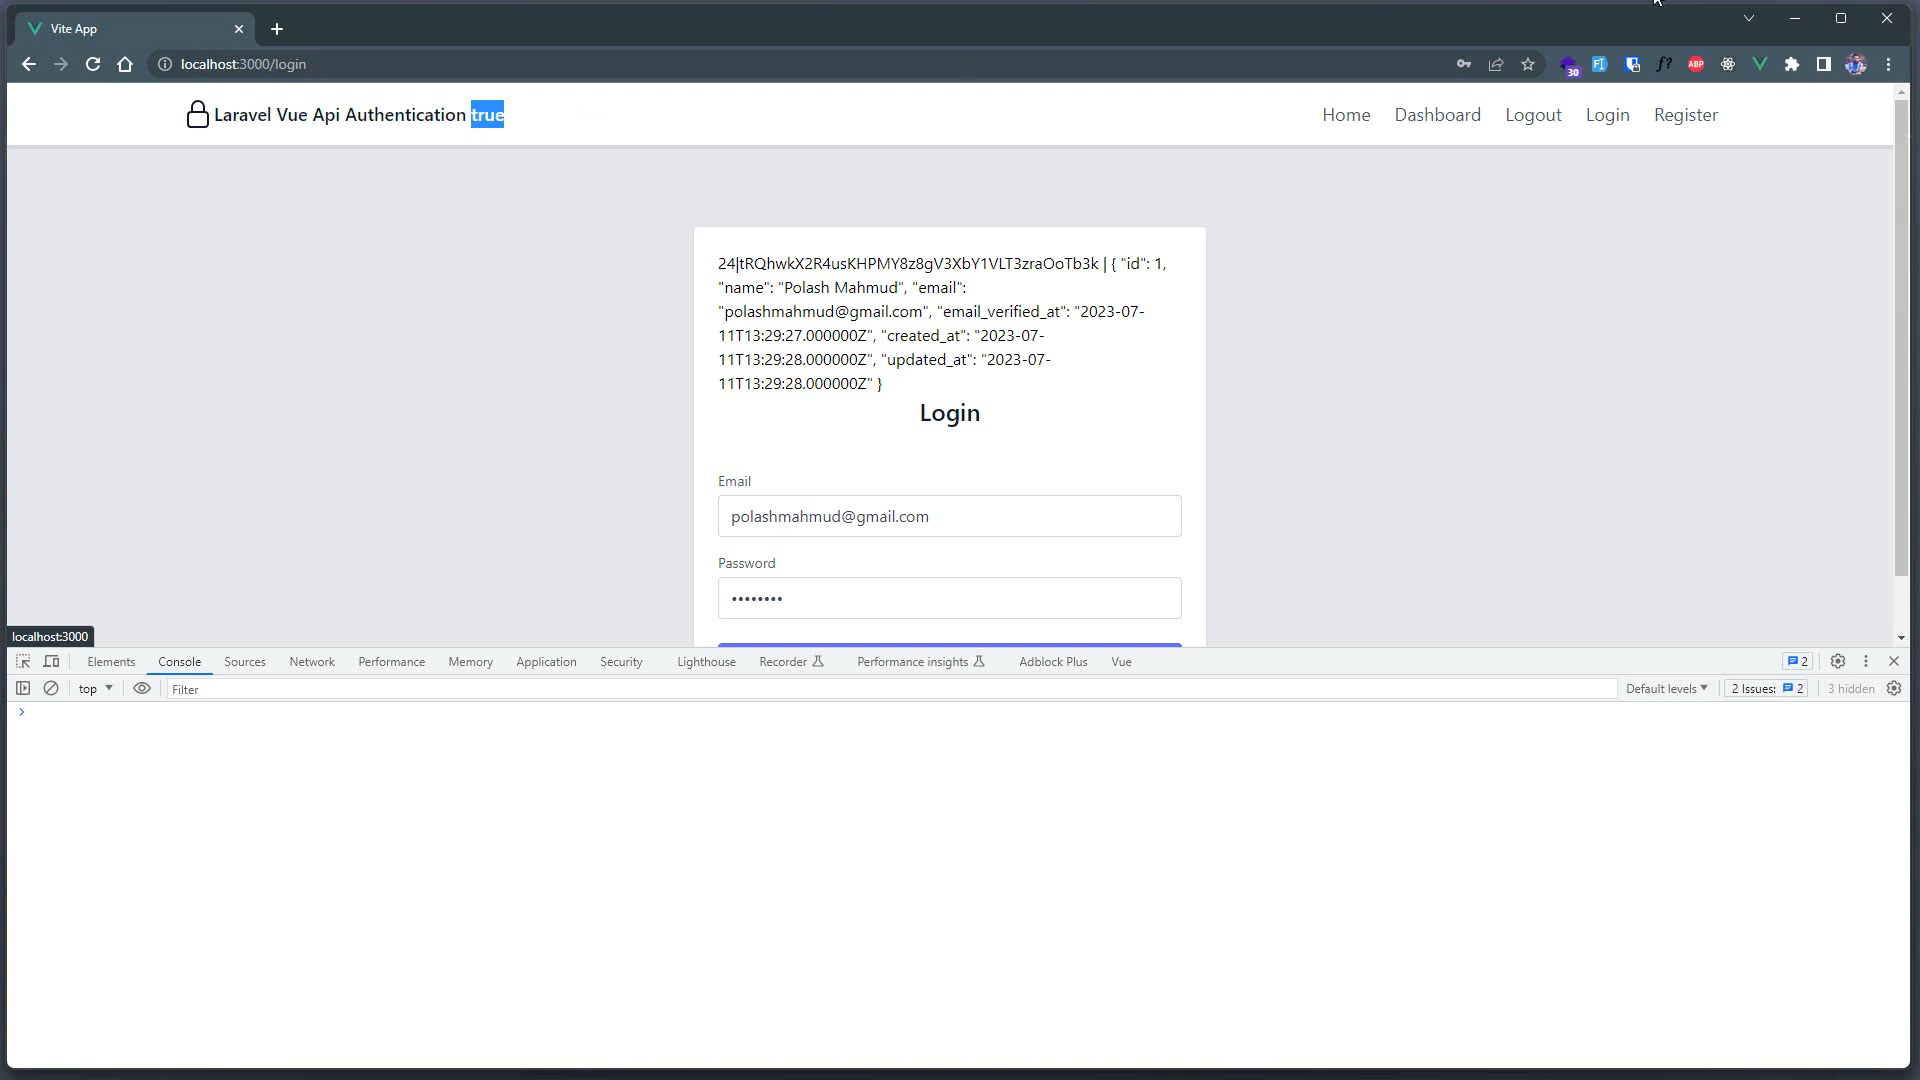 Vite App
localhost:3000/login
30
ABP
f?
Laravel Vue Api Authentication true
Home Dashboard Logout Login Register
24|tRQhwkX2R4usKHPMY8z8gV3XbY1VLT3zraOoTb3k | { "id": 1,
"name": "Polash Mahmud", "email":
"polashmahmud@gmail.com", "email_verified_at": "2023-07-
11T13:29:27.000000Z", "created_at": "2023-07-
11T13:29:28.000000Z", "updated_at": "2023-07-
11T13:29:28.000000Z" }
Login
Email
polashmahmud@gmail.com
Password
••••••••
localhost:3000
Elements Console Sources Network Performance Memory Application Security Lighthouse Recorder Performance insights Adblock Plus Vue 2
top Filter Default levels 2 Issues: 2 3 hidden